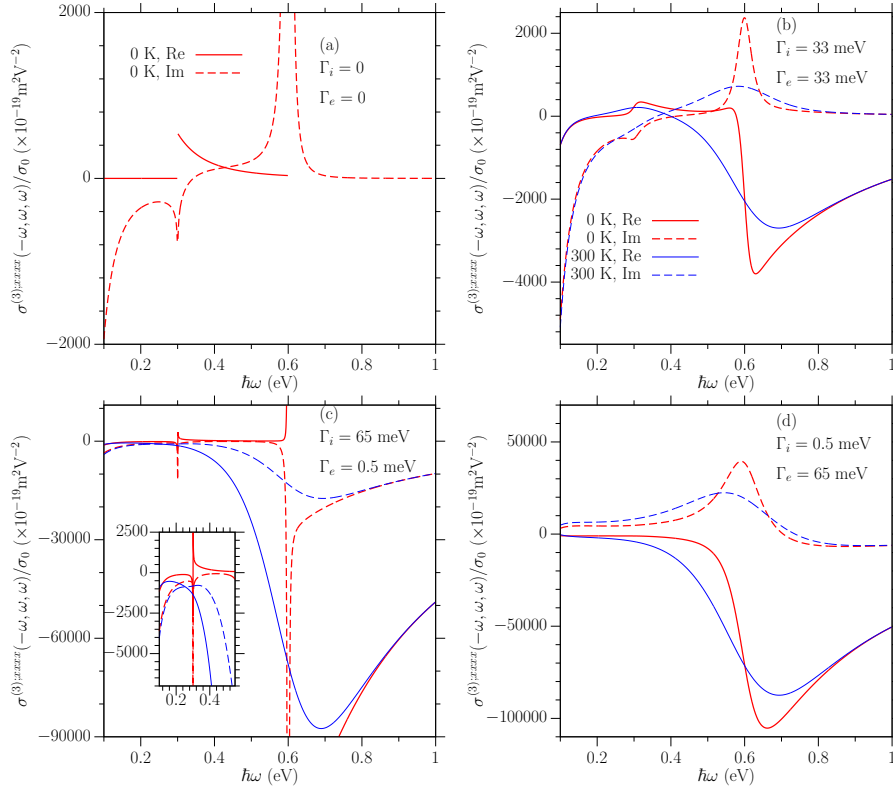 2000
0
−2000
σ^(3);xxxx(−ω, ω, ω)/σ₀ (×10⁻¹⁹m²V⁻²)
0 K, Re
0 K, Im
(a)
Γᵢ = 0
Γₑ = 0
0.2 0.4 0.6 0.8 1
ℏω (eV)
2000
0
−2000
−4000
σ^(3);xxxx(−ω, ω, ω)/σ₀ (×10⁻¹⁹m²V⁻²)
(b)
Γᵢ = 33 meV
Γₑ = 33 meV
0 K, Re
0 K, Im
300 K, Re
300 K, Im
0.2 0.4 0.6 0.8 1
ℏω (eV)
0
−30000
−60000
−90000
σ^(3);xxxx(−ω, ω, ω)/σ₀ (×10⁻¹⁹m²V⁻²)
(c)
Γᵢ = 65 meV
Γₑ = 0.5 meV
2500
0
−2500
−5000
0.2 0.4
0.2 0.4 0.6 0.8 1
ℏω (eV)
50000
0
−50000
−100000
σ^(3);xxxx(−ω, ω, ω)/σ₀ (×10⁻¹⁹m²V⁻²)
(d)
Γᵢ = 0.5 meV
Γₑ = 65 meV
0.2 0.4 0.6 0.8 1
ℏω (eV)